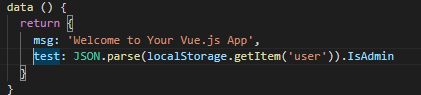 data () {
return {
msg: 'Welcome to Your Vue.js App',
test: JSON.parse(localStorage.getItem('user')).IsAdmin
}
}